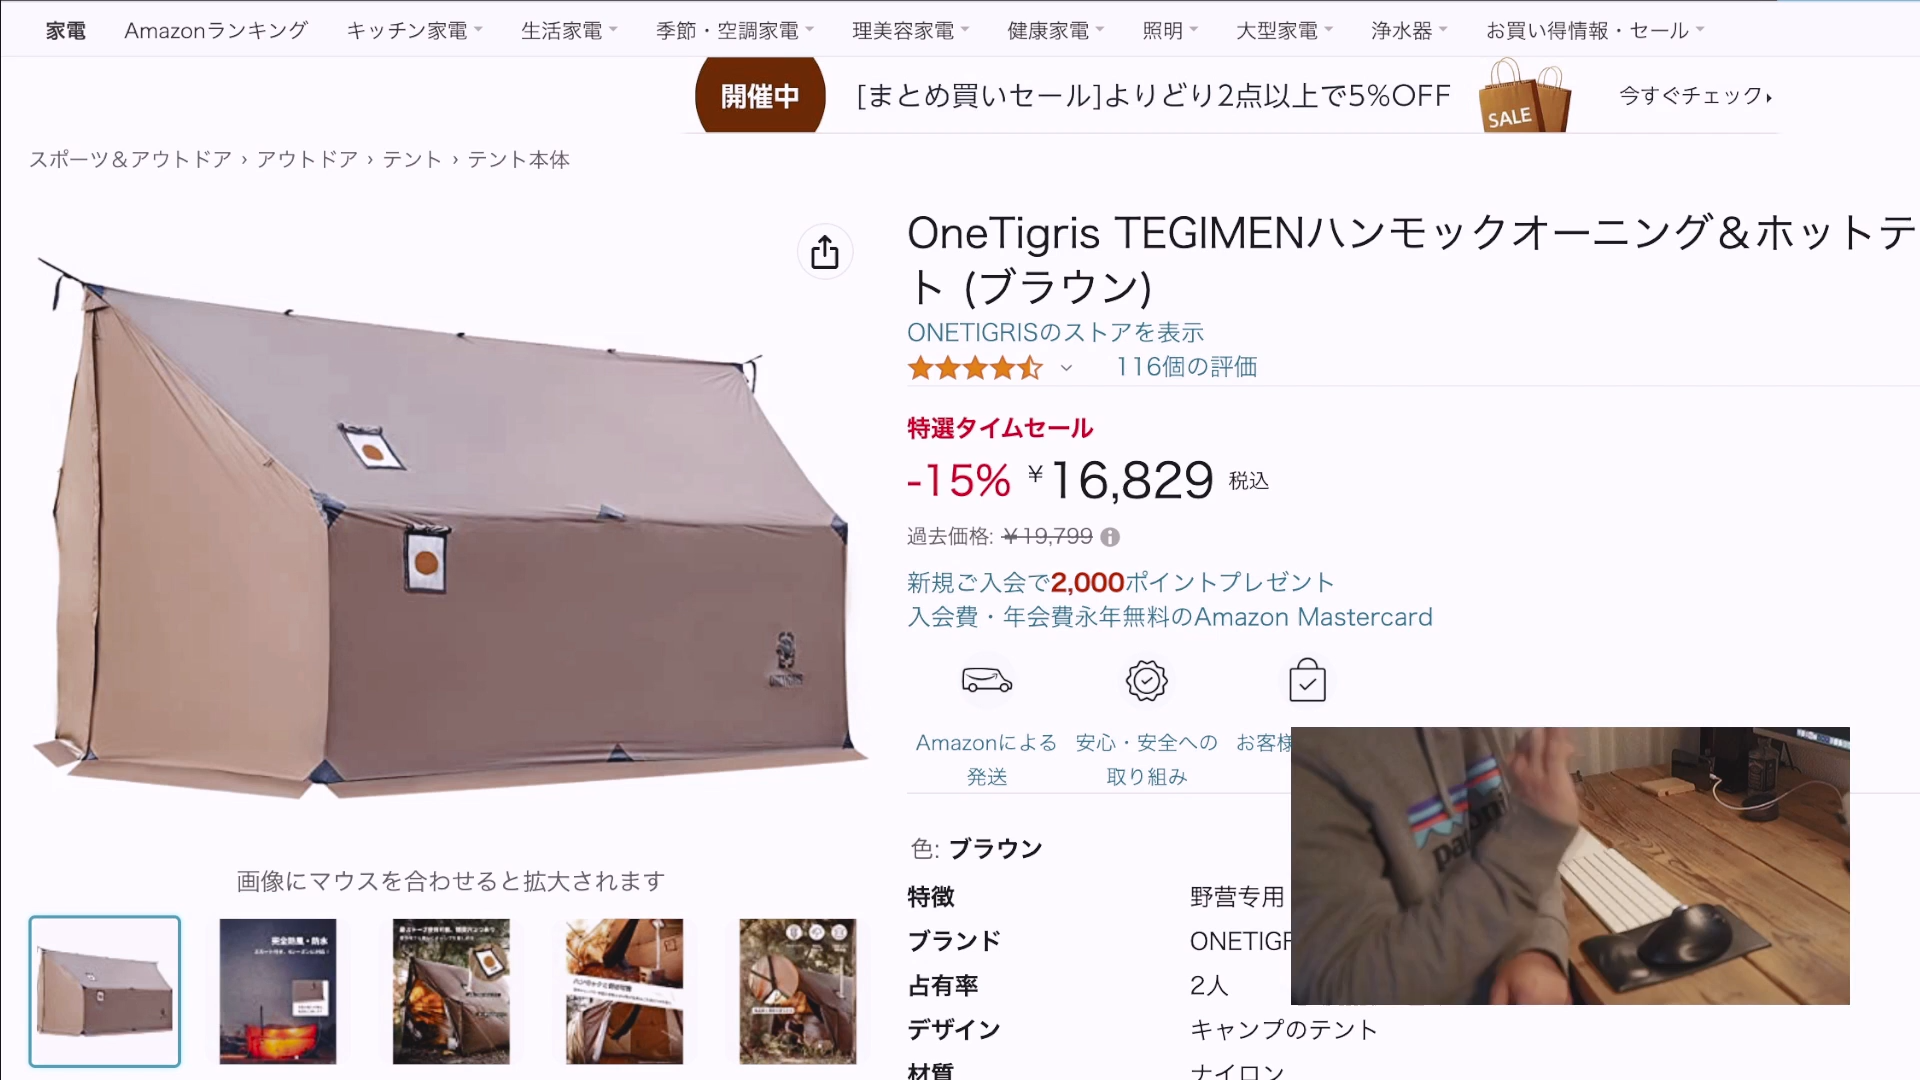 家電 Amazonランキング キッチン家電 生活家電 季節・空調家電 理美容家電 健康家電 照明 大型家電 浄水器 お買い得情報・セール
開催中 [まとめ買いセール]よりどり2点以上で5%OFF SALE 今すぐチェック
スポーツ＆アウトドア › アウトドア › テント › テント本体
OneTigris TEGIMENハンモックオーニング＆ホットテ
ト (ブラウン)
ONETIGRISのストアを表示
116個の評価
特選タイムセール
-15% ¥16,829 税込
過去価格: ¥19,799
新規ご入会で2,000ポイントプレゼント
入会費・年会費永年無料のAmazon Mastercard
Amazonによる
発送
安心・安全への
取り組み
お客様
色: ブラウン
特徴 野营专用
ブランド ONETIGR
占有率 2人
デザイン キャンプのテント
材質 ナイロン
画像にマウスを合わせると拡大されます
完全防風・防水